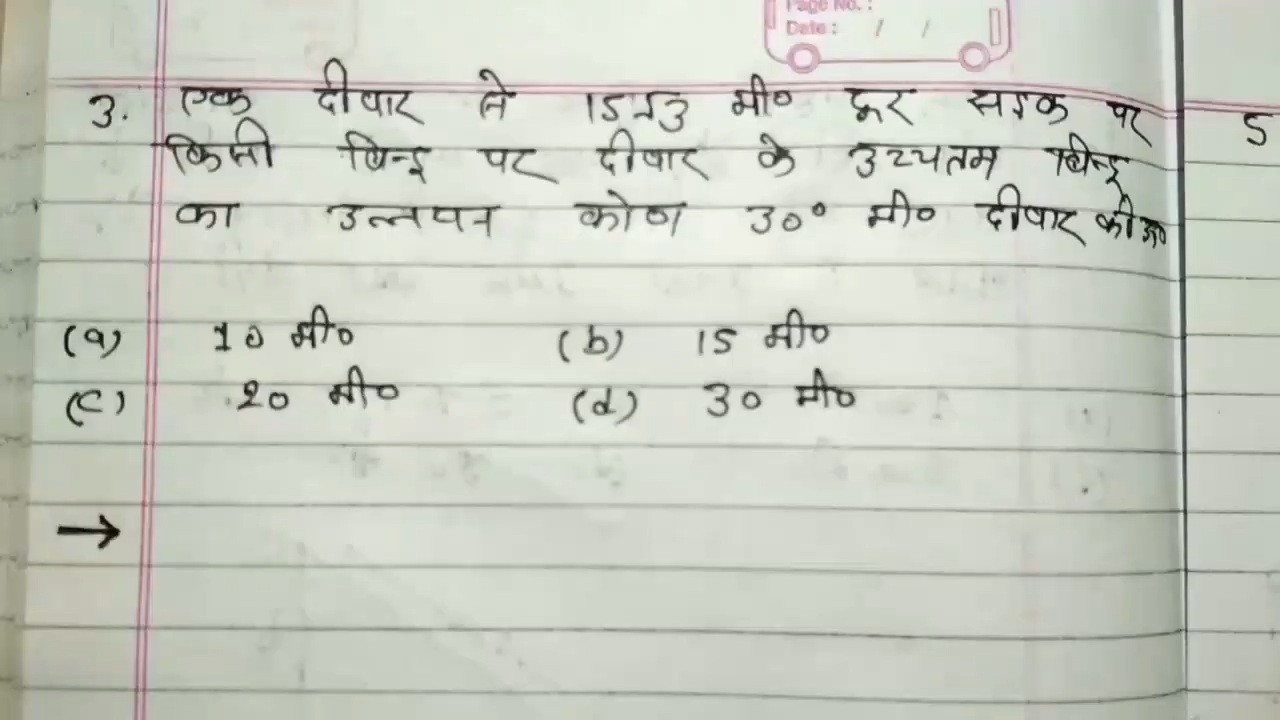 Page No. :
Date : / /
3. एक दीवार से 15√3 मी० दूर सड़क पर
किसी बिन्दु पर दीवार के उच्चतम बिन्दु
का उन्नयन कोण 30° मी० दीवार की ऊ०
5
(a) 10 मी० (b) 15 मी०
(c) 20 मी० (d) 30 मी०
→